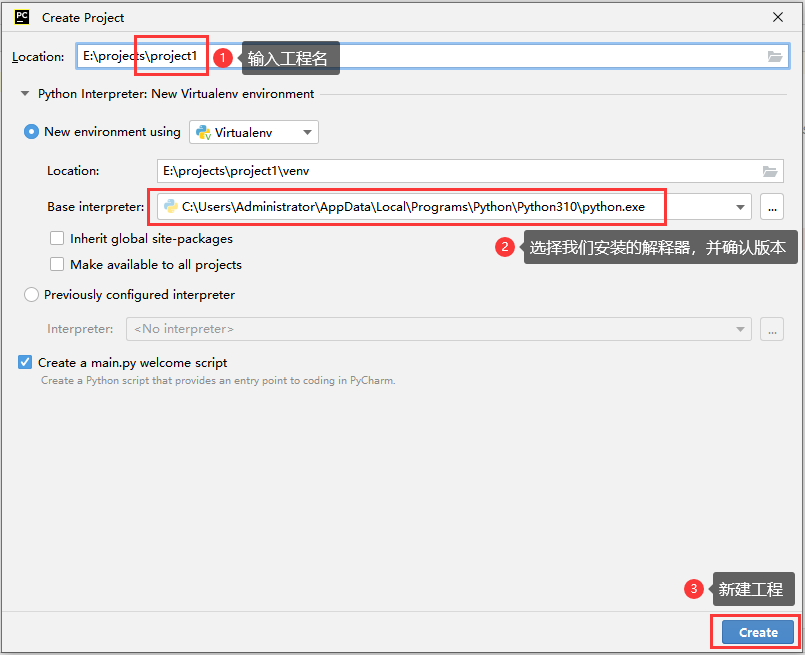 PC Create Project
Location: E:\projects\project1 1 输入工程名
Python Interpreter: New Virtualenv environment
New environment using Virtualenv
Location: E:\projects\project1\venv
Base interpreter: C:\Users\Administrator\AppData\Local\Programs\Python\Python310\python.exe ...
Inherit global site-packages
2 选择我们安装的解释器，并确认版本
Make available to all projects
Previously configured interpreter
Interpreter: <No interpreter> ...
Create a main.py welcome script
Create a Python script that provides an entry point to coding in PyCharm.
3 新建工程
Create